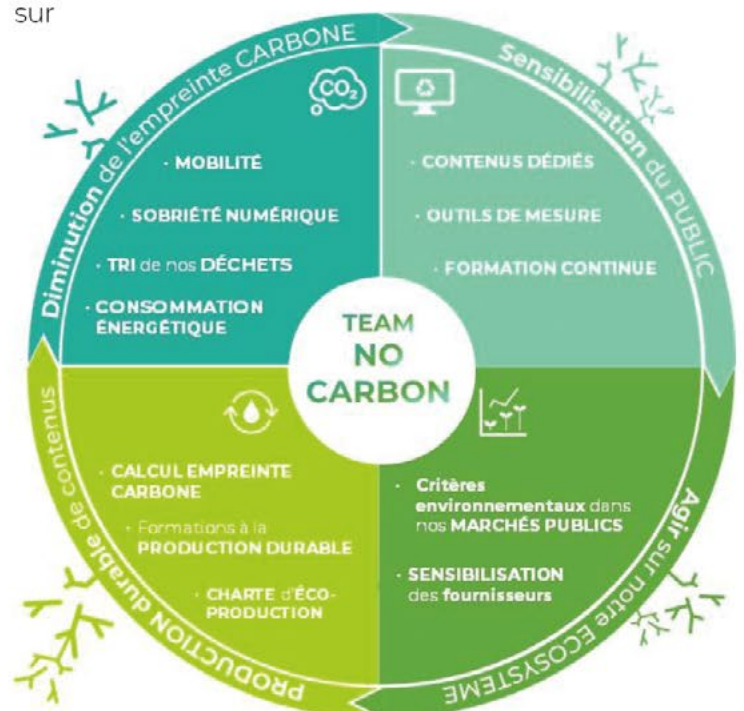 sur
Diminution de l'empreinte CARBONE
CO₂
· MOBILITÉ
· SOBRIÉTÉ NUMÉRIQUE
· TRI de nos DÉCHETS
· CONSOMMATION
ÉNERGÉTIQUE
Sensibilisation du PUBLIC
· CONTENUS DÉDIÉS
· OUTILS DE MESURE
· FORMATION CONTINUE
TEAM
NO
CARBON
PRODUCTION durable de contenus
· CALCUL EMPREINTE
CARBONE
· Formations à la
PRODUCTION DURABLE
· CHARTE d'ÉCO-
PRODUCTION
Agir sur notre ECOSYSTÈME
· Critères
environnementaux dans
nos MARCHÉS PUBLICS
· SENSIBILISATION
des fournisseurs